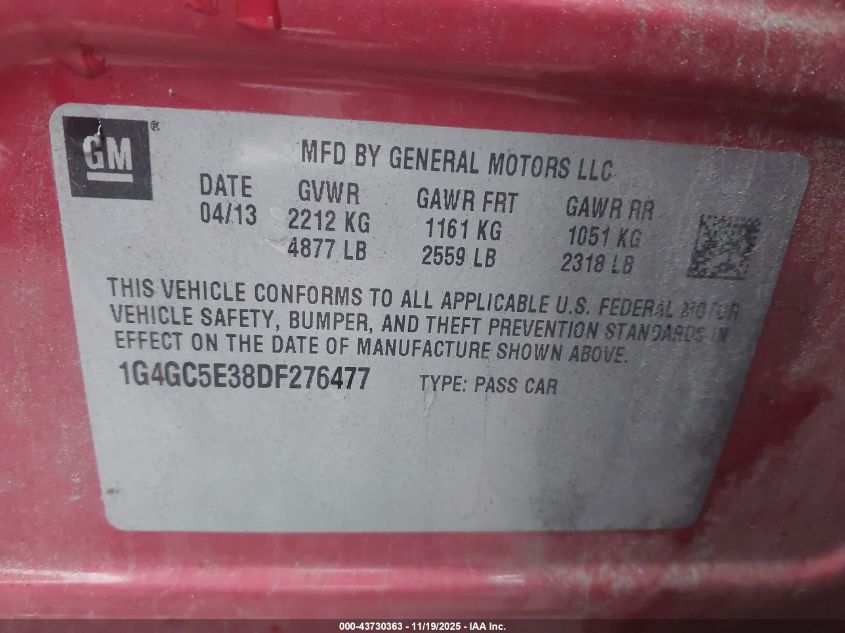 GM®
MFD BY GENERAL MOTORS LLC
DATE GVWR GAWR FRT GAWR RR
04/13 2212 KG 1161 KG 1051 KG
4877 LB 2559 LB 2318 LB
THIS VEHICLE CONFORMS TO ALL APPLICABLE U.S. FEDERAL MOTOR
VEHICLE SAFETY, BUMPER, AND THEFT PREVENTION STANDARDS IN
EFFECT ON THE DATE OF MANUFACTURE SHOWN ABOVE.
1G4GC5E38DF276477 TYPE: PASS CAR
000-43730363 - 11/19/2025 - IAA Inc.